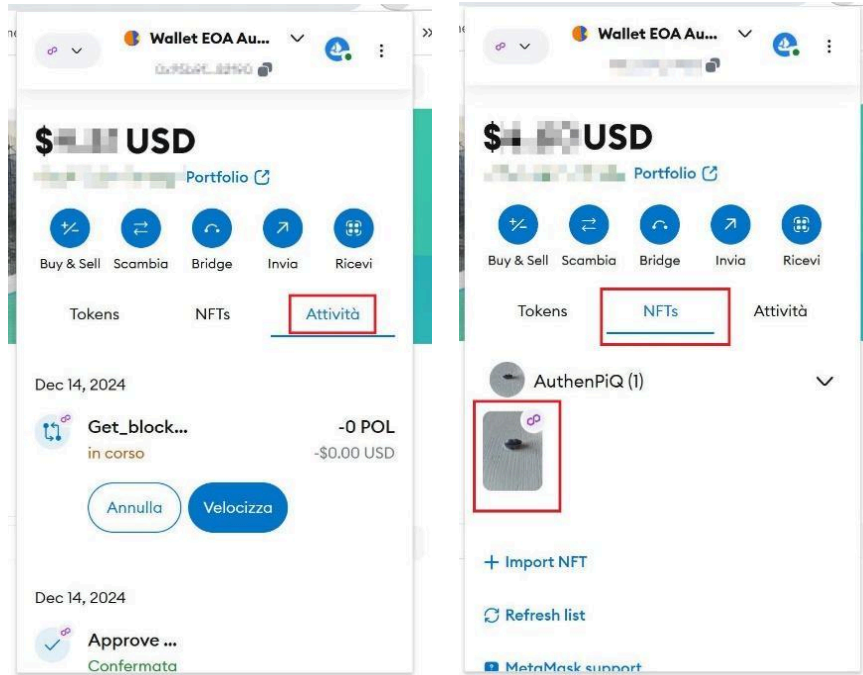 Wallet EOA Au...
$ USD
Portfolio
Buy & Sell Scambia Bridge Invia Ricevi
Tokens NFTs Attività
Dec 14, 2024
Get_block... -0 POL
in corso -$0.00 USD
Annulla Velocizza
Dec 14, 2024
Approve ...
Confermata
Wallet EOA Au...
$ USD
Portfolio
Buy & Sell Scambia Bridge Invia Ricevi
Tokens NFTs Attività
AuthenPiQ (1)
+ Import NFT
Refresh list
MetaMask support